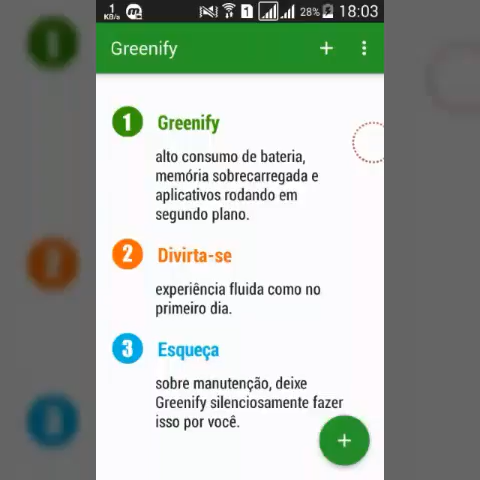 1
KB/s
1
28%
18:03
Greenify
+
1 Greenify
alto consumo de bateria,
memória sobrecarregada e
aplicativos rodando em
segundo plano.
2 Divirta-se
experiência fluida como no
primeiro dia.
3 Esqueça
sobre manutenção, deixe
Greenify silenciosamente fazer
isso por você.
+